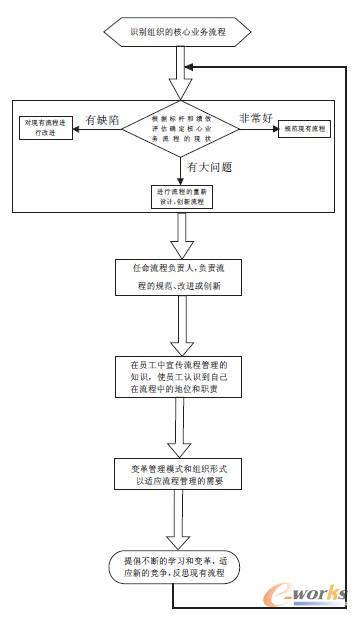 识别组织的核心业务流程
根据标杆和绩效
评估确定核心业
务流程的现状
有缺陷
非常好
对现有流程进
行改进
规范现有流程
有大问题
进行流程的重新
设计,创新流程
任命流程负责人,负责流
程的规范、改进或创新
在员工中宣传流程管理的
知识，使员工认识到自己
在流程中的地位和职责
变革管理模式和组织形式
以适应流程管理的需要
提倡不断的学习和变革，适
应新的竞争,反思现有流程
e-works